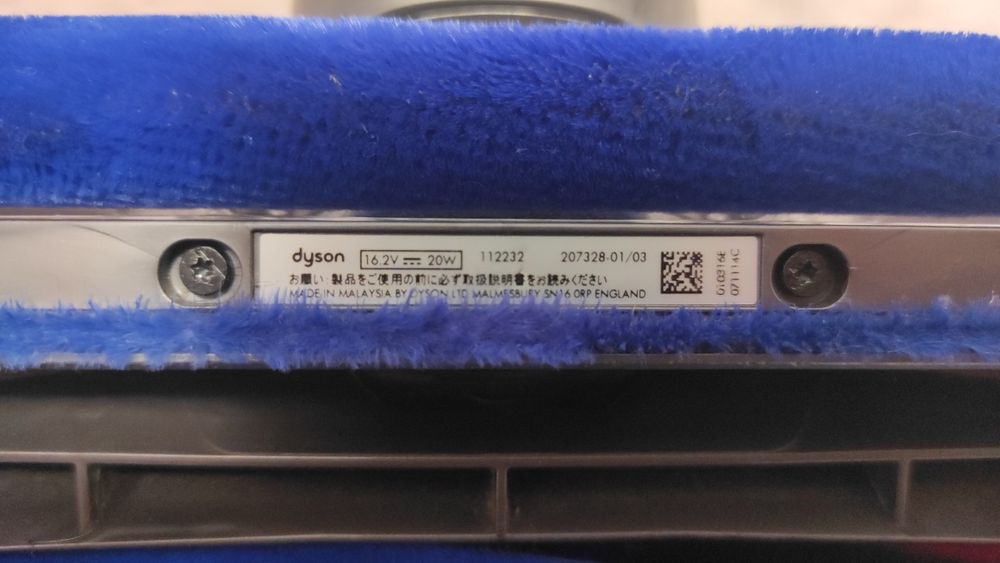 dyson 16.2V ⎓ 20W 112232 207328-01/03
お願い：製品をご使用の前に必ず取扱説明書をお読みください
MADE IN MALAYSIA BY DYSON LTD MALMESBURY SN16 0RP ENGLAND
071114C